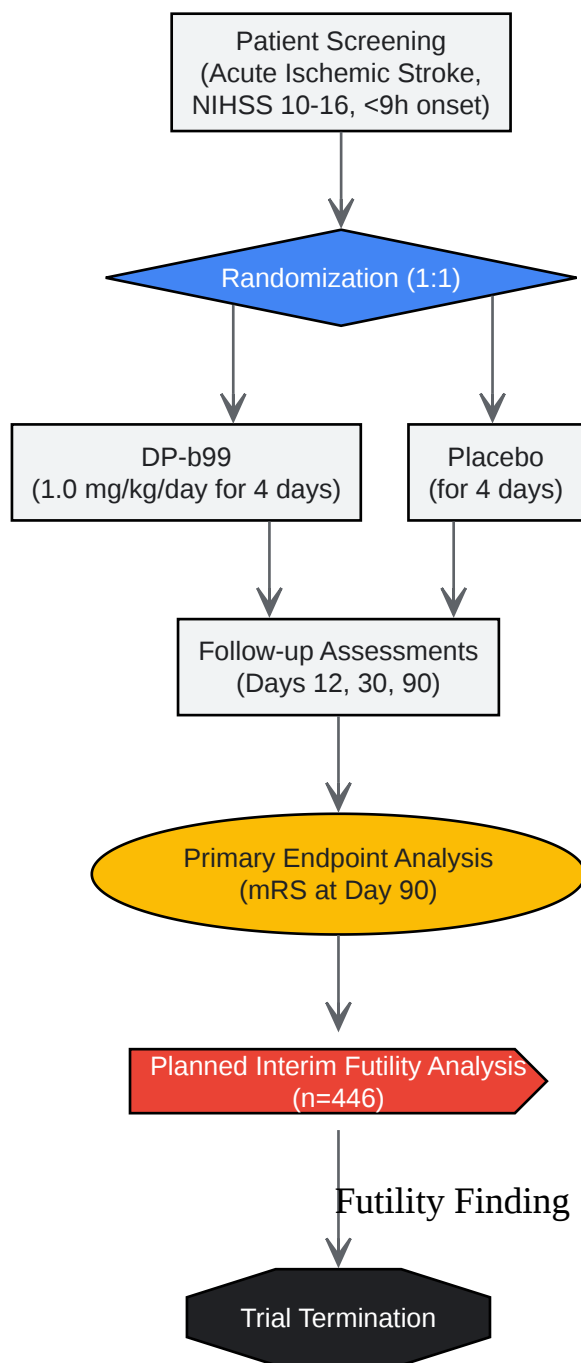 Patient Screening
(Acute Ischemic Stroke,
NIHSS 10-16, <9h onset)
Randomization (1:1)
DP-b99
(1.0 mg/kg/day for 4 days)
Placebo
(for 4 days)
Follow-up Assessments
(Days 12, 30, 90)
Primary Endpoint Analysis
(mRS at Day 90)
Planned Interim Futility Analysis
(n=446)
Futility Finding
Trial Termination